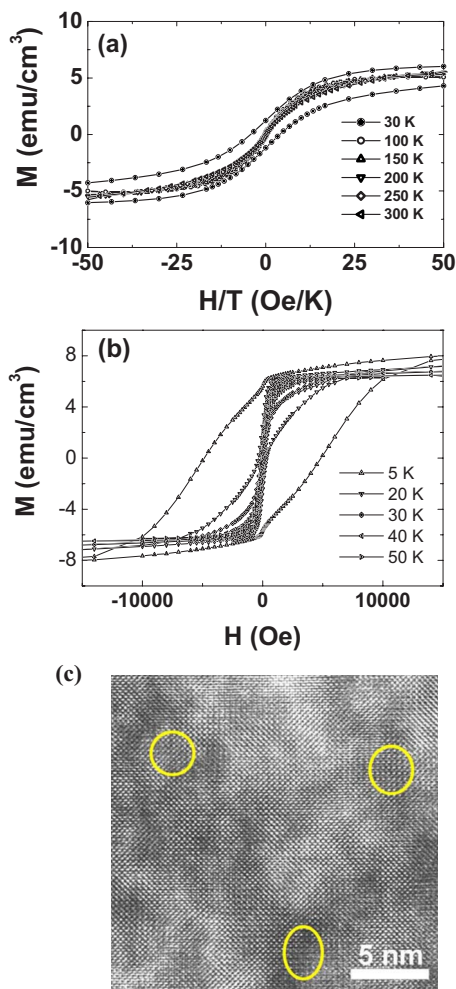 10
(a)
5
M (emu/cm³)
0
-5
-10
30 K
100 K
150 K
200 K
250 K
300 K
-50 -25 0 25 50
H/T (Oe/K)
(b)
8
4
M (emu/cm³)
0
-4
-8
5 K
20 K
30 K
40 K
50 K
-10000 0 10000
H (Oe)
(c)
5 nm